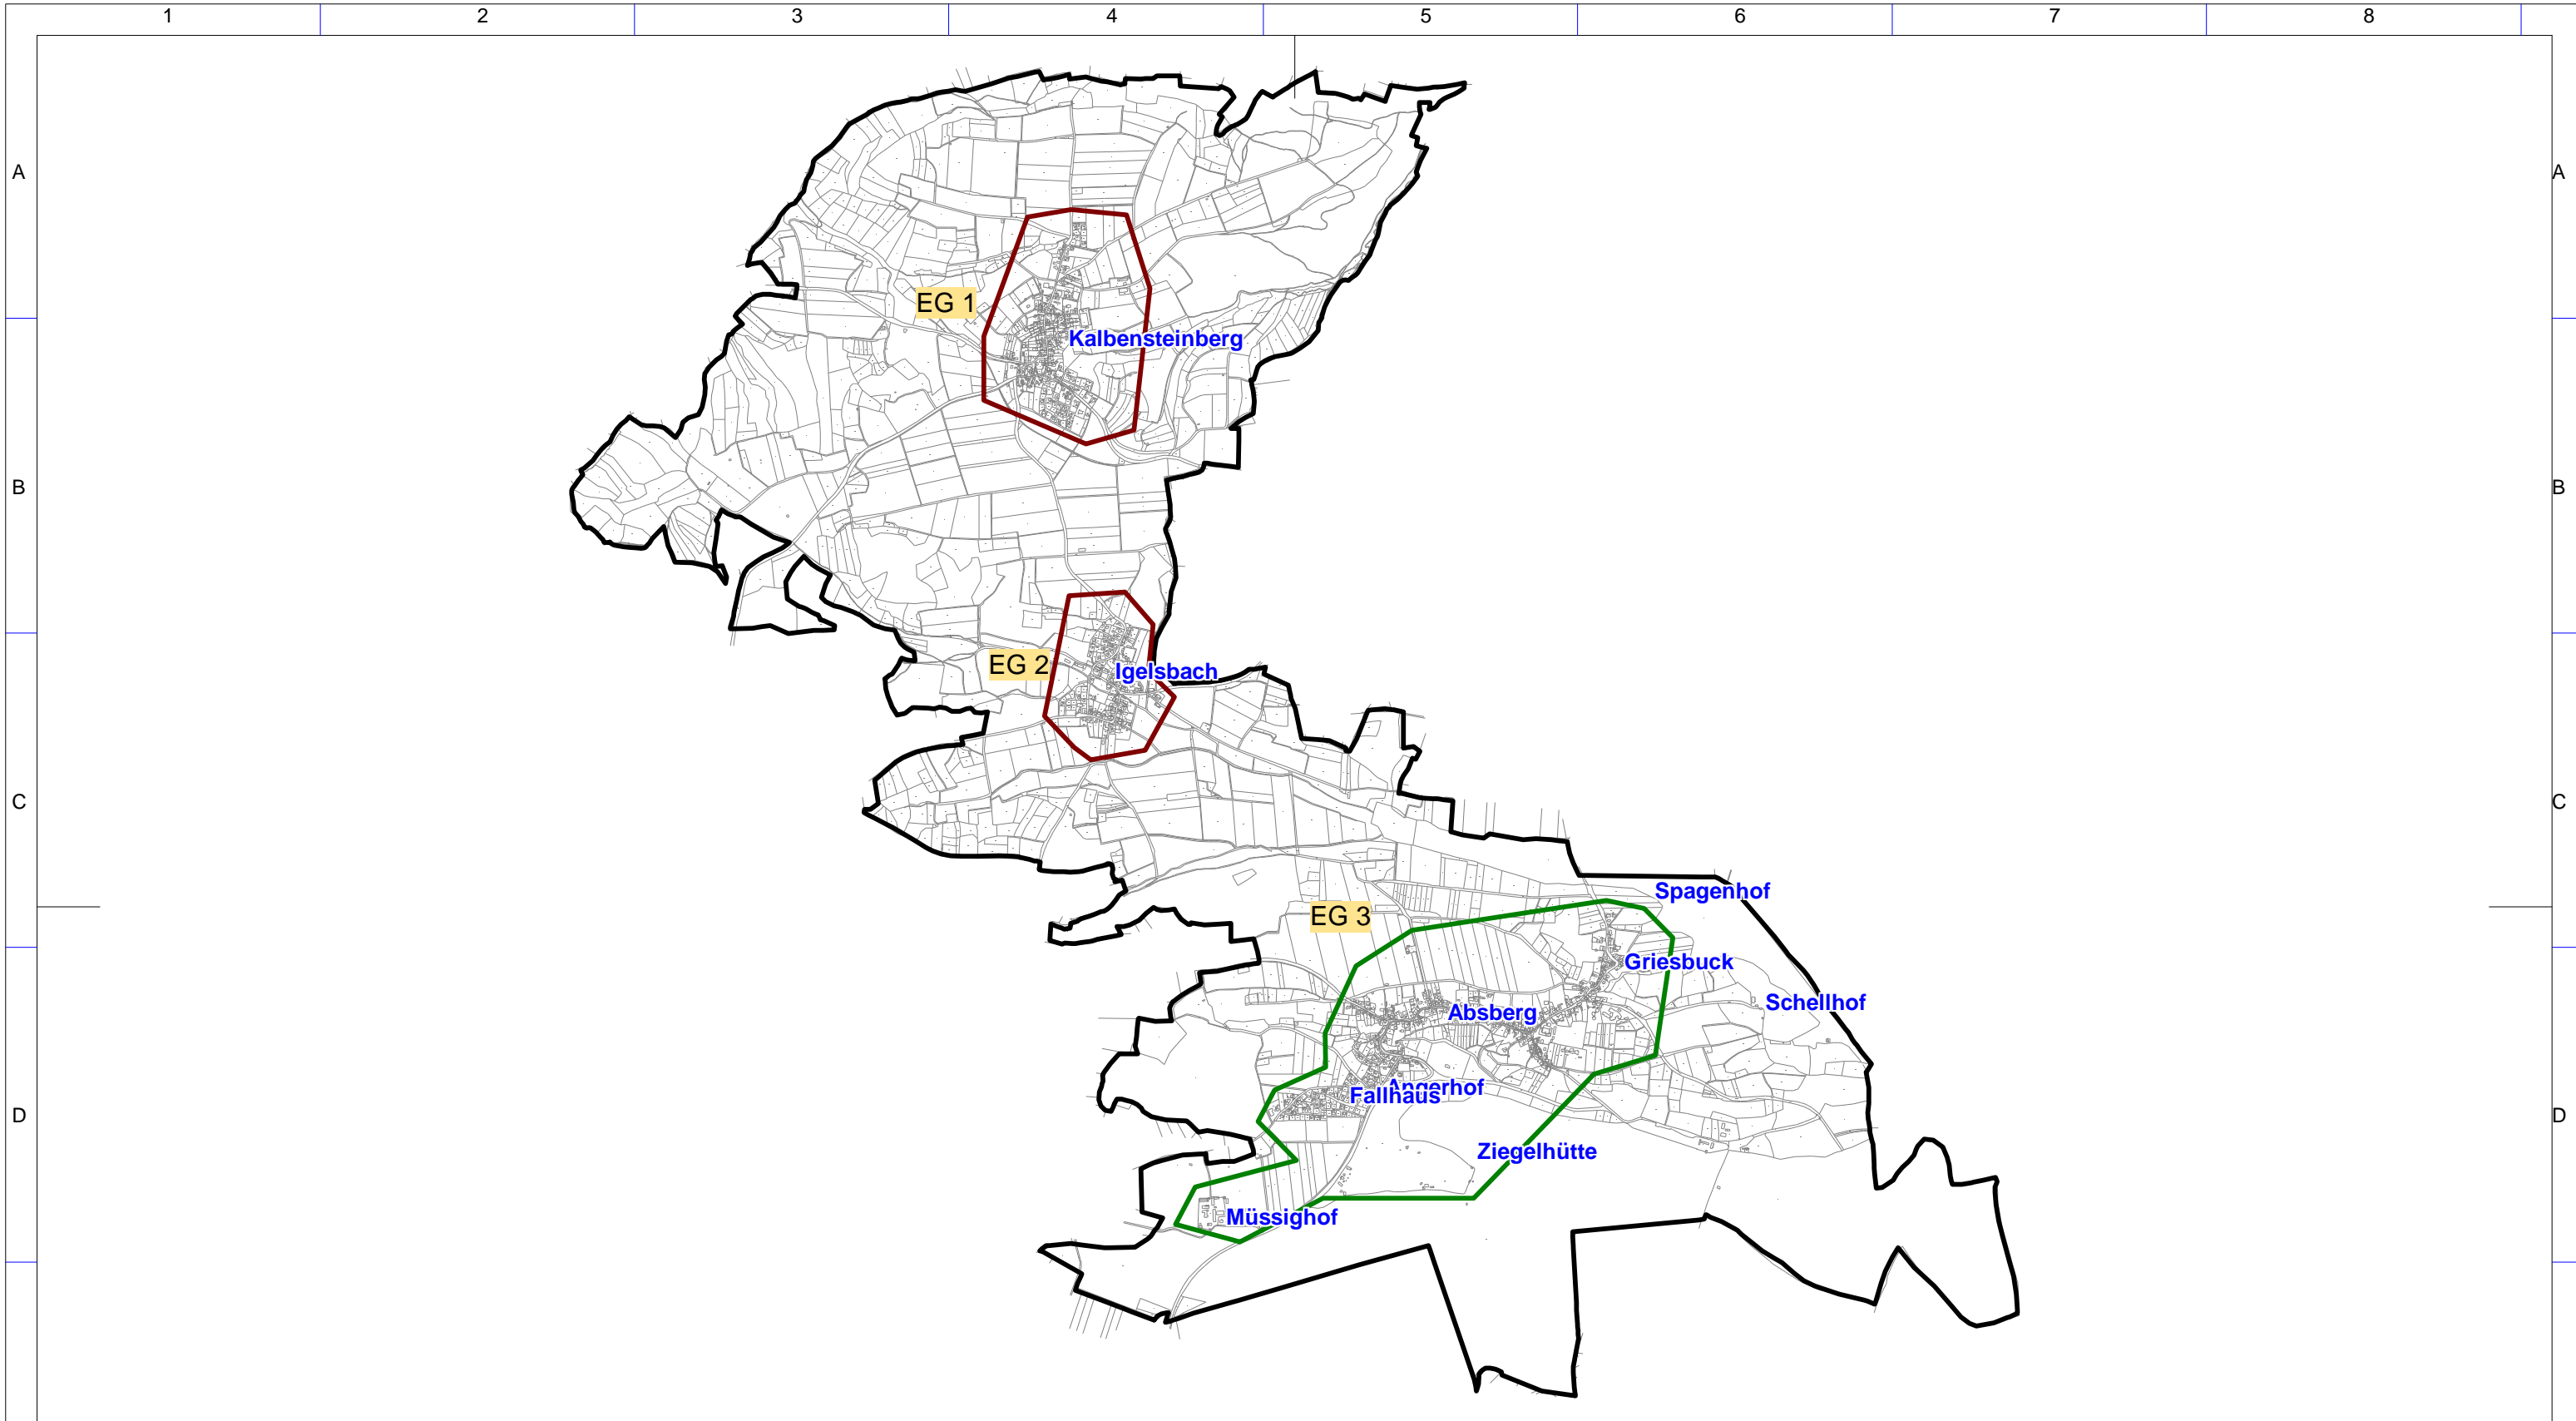 1 2 3 4 5 6 7 8
A A
EG 1
Kalbensteinberg
B B
EG 2
Igelsbach
C C
Spagenhof
EG 3
Griesbuck
Schellhof
Absberg
Angerhof
Fallhaus
D D
Ziegelhütte
Müssighof